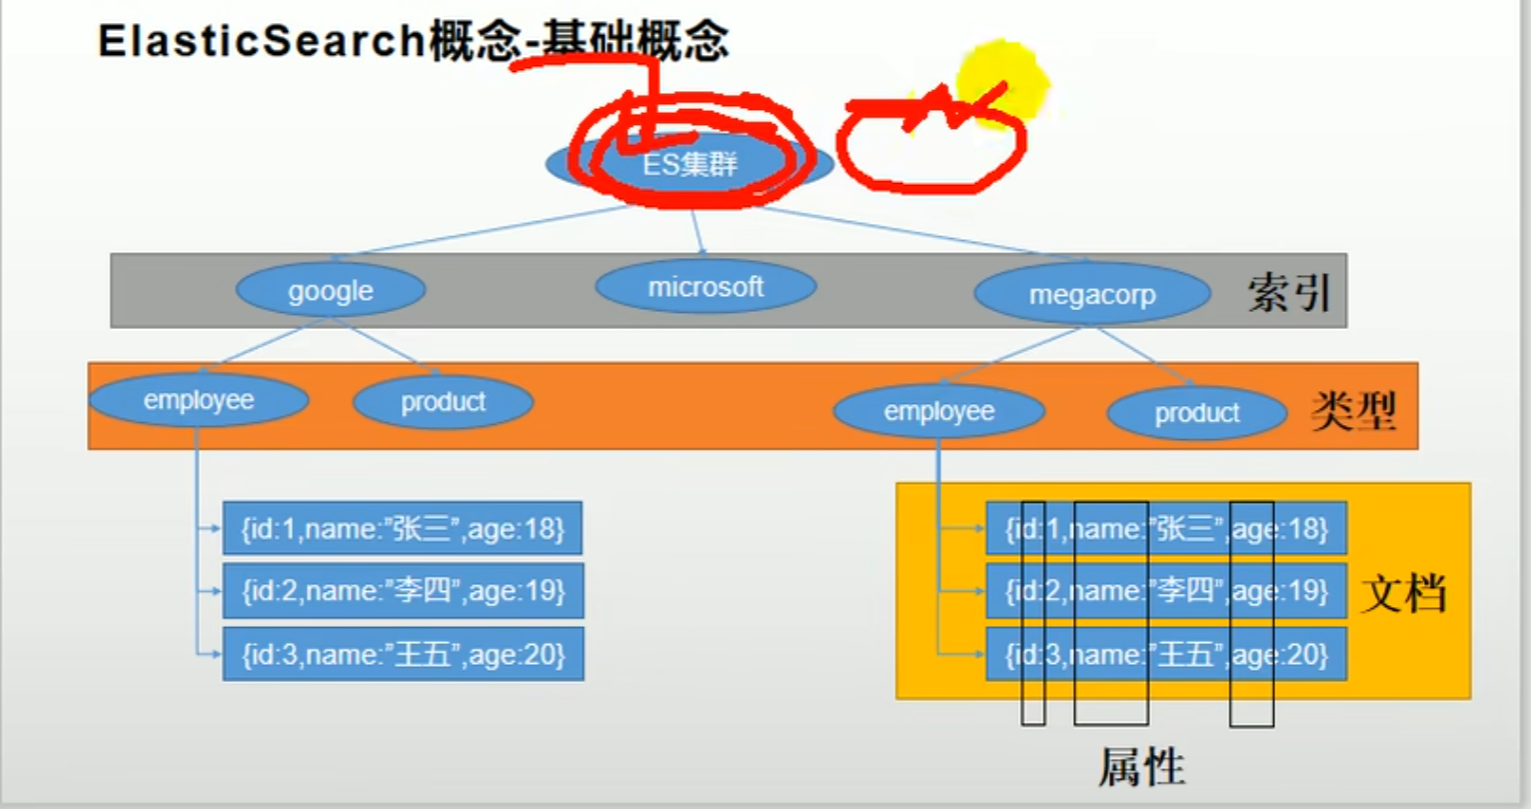 ElasticSearch概念-基础概念
ES集群
google
microsoft
megacorp
索引
employee
product
employee
product
类型
{id:1,name:”张三”,age:18}
{id:2,name:”李四”,age:19}
{id:3,name:”王五”,age:20}
{id:1,name:”张三”,age:18}
{id:2,name:”李四”,age:19}
{id:3,name:”王五”,age:20}
文档
属性